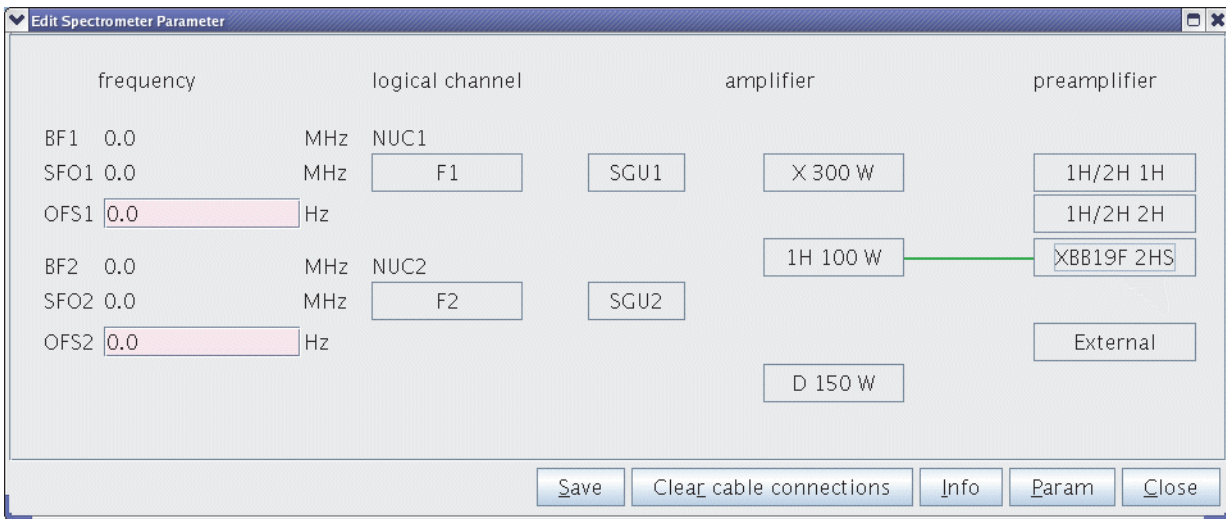 Edit Spectrometer Parameter
frequency logical channel amplifier preamplifier
BF1 0.0 MHz NUC1
SFO1 0.0 MHz F1 SGU1 X 300 W 1H/2H 1H
OFS1 0.0 Hz 1H/2H 2H
BF2 0.0 MHz NUC2 1H 100 W XBB19F 2HS
SFO2 0.0 MHz F2 SGU2
OFS2 0.0 Hz External
D 150 W
Save Clear cable connections Info Param Close